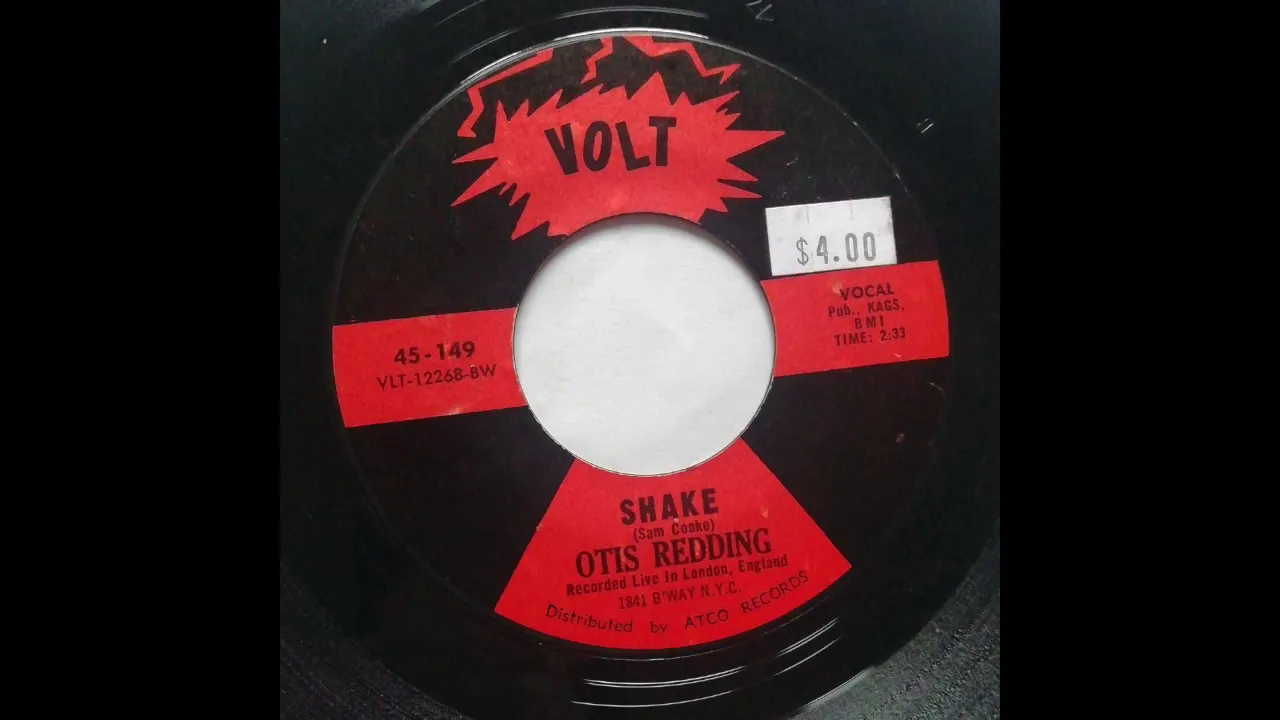 VOLT
$4.00
VOCAL
Pub., KAGS,
BMI
TIME: 2:33
45-149
VLT-12268-BW
SHAKE
(Sam Cooke)
OTIS REDDING
Recorded Live In London, England
1841 B'WAY N.Y.C.
Distributed by ATCO RECORDS